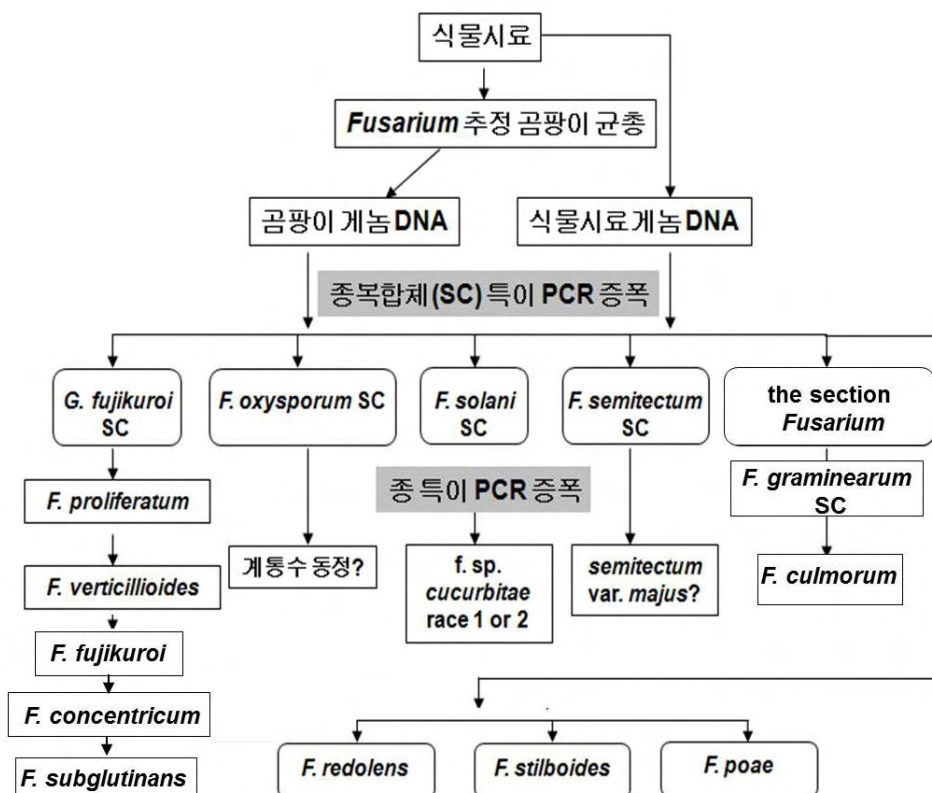 식물시료
Fusarium 추정 곰팡이 균총
곰팡이 게놈 DNA
식물시료게놈 DNA
종복합체(SC) 특이 PCR 증폭
G. fujikuroi
SC
F. oxysporum SC
F. solani
SC
F. semitectum
SC
the section
Fusarium
F. proliferatum
종 특이 PCR 증폭
F. graminearum
SC
F. verticillioides
계통수 동정?
f. sp.
cucurbitae
race 1 or 2
semitectum
var. majus?
F. culmorum
F. fujikuroi
F. concentricum
F. subglutinans
F. redolens
F. stilboides
F. poae